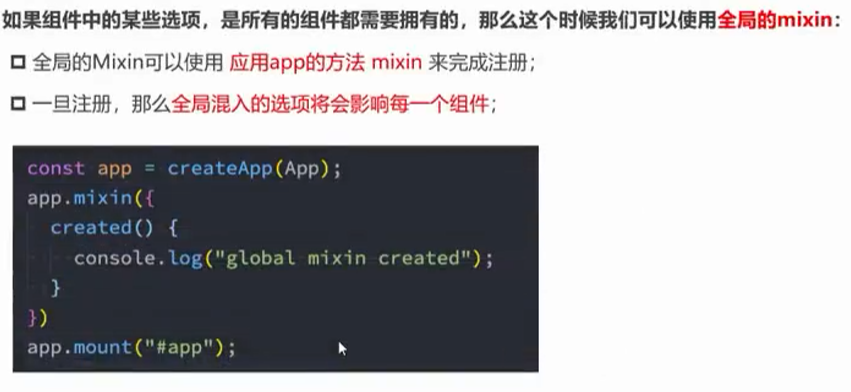 如果组件中的某些选项，是所有的组件都需要拥有的，那么这个时候我们可以使用全局的mixin：
全局的Mixin可以使用 应用app的方法 mixin 来完成注册；
一旦注册，那么全局混入的选项将会影响每一个组件；
const app = createApp(App);
app.mixin({
created() {
console.log("global mixin created");
}
})
app.mount("#app");